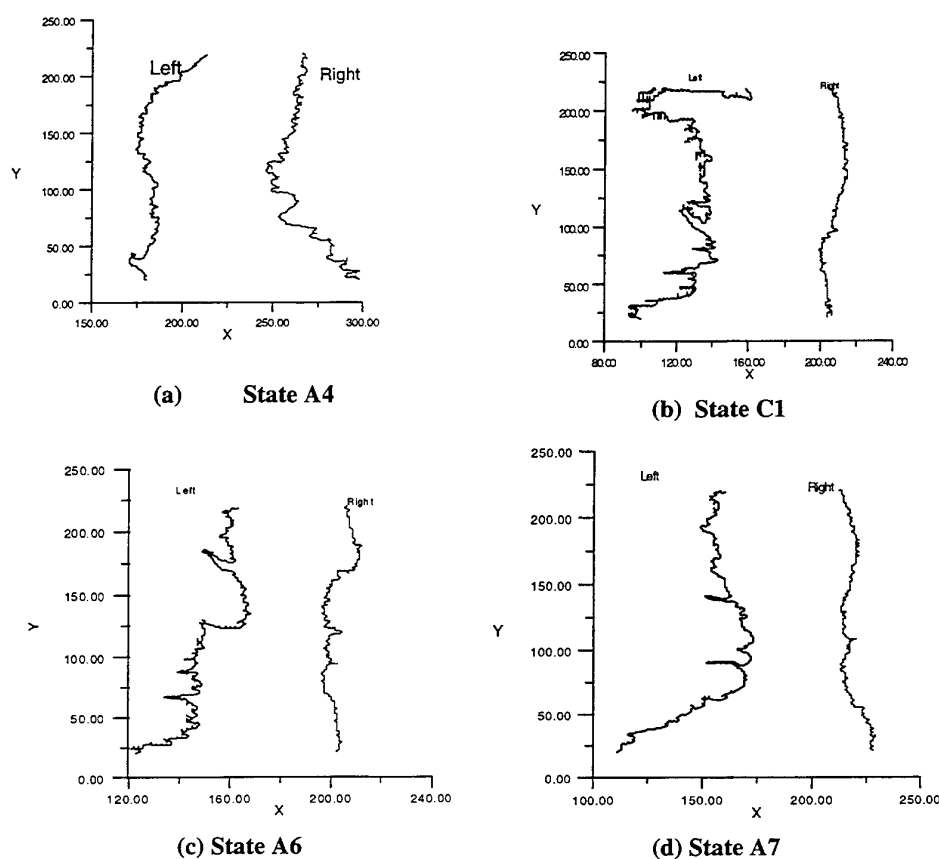 250.00
200.00
150.00
100.00
50.00
0.00
Y
Left
Right
150.00 200.00 250.00 300.00
X
(a) State A4
250.00
200.00
150.00
100.00
50.00
0.00
Y
Left
Right
80.00 120.00 160.00 200.00 240.00
X
(b) State C1
250.00
200.00
150.00
100.00
50.00
0.00
Y
Left
Right
120.00 160.00 200.00 240.00
X
(c) State A6
250.00
200.00
150.00
100.00
50.00
0.00
Y
Left
Right
100.00 150.00 200.00 250.00
X
(d) State A7